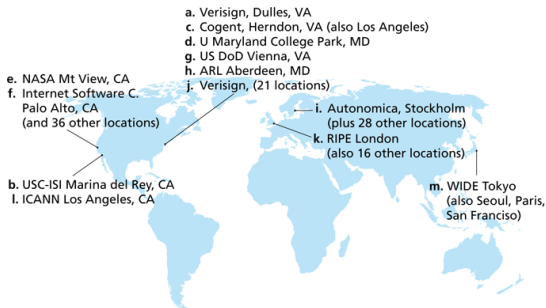 a. Verisign, Dulles, VA
c. Cogent, Herndon, VA (also Los Angeles)
d. U Maryland College Park, MD
g. US DoD Vienna, VA
h. ARL Aberdeen, MD
j. Verisign, (21 locations)
e. NASA Mt View, CA
f. Internet Software C.
Palo Alto, CA
(and 36 other locations)
i. Autonomica, Stockholm
(plus 28 other locations)
k. RIPE London
(also 16 other locations)
b. USC-ISI Marina del Rey, CA
l. ICANN Los Angeles, CA
m. WIDE Tokyo
(also Seoul, Paris,
San Franciso)